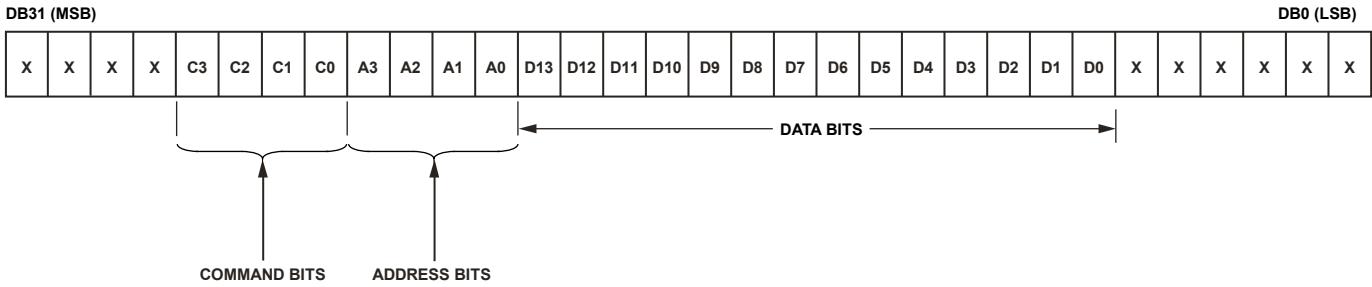 DB31 (MSB) DB0 (LSB)
X X X X C3 C2 C1 C0 A3 A2 A1 A0 D13 D12 D11 D10 D9 D8 D7 D6 D5 D4 D3 D2 D1 D0 X X X X X X
DATA BITS
COMMAND BITS ADDRESS BITS